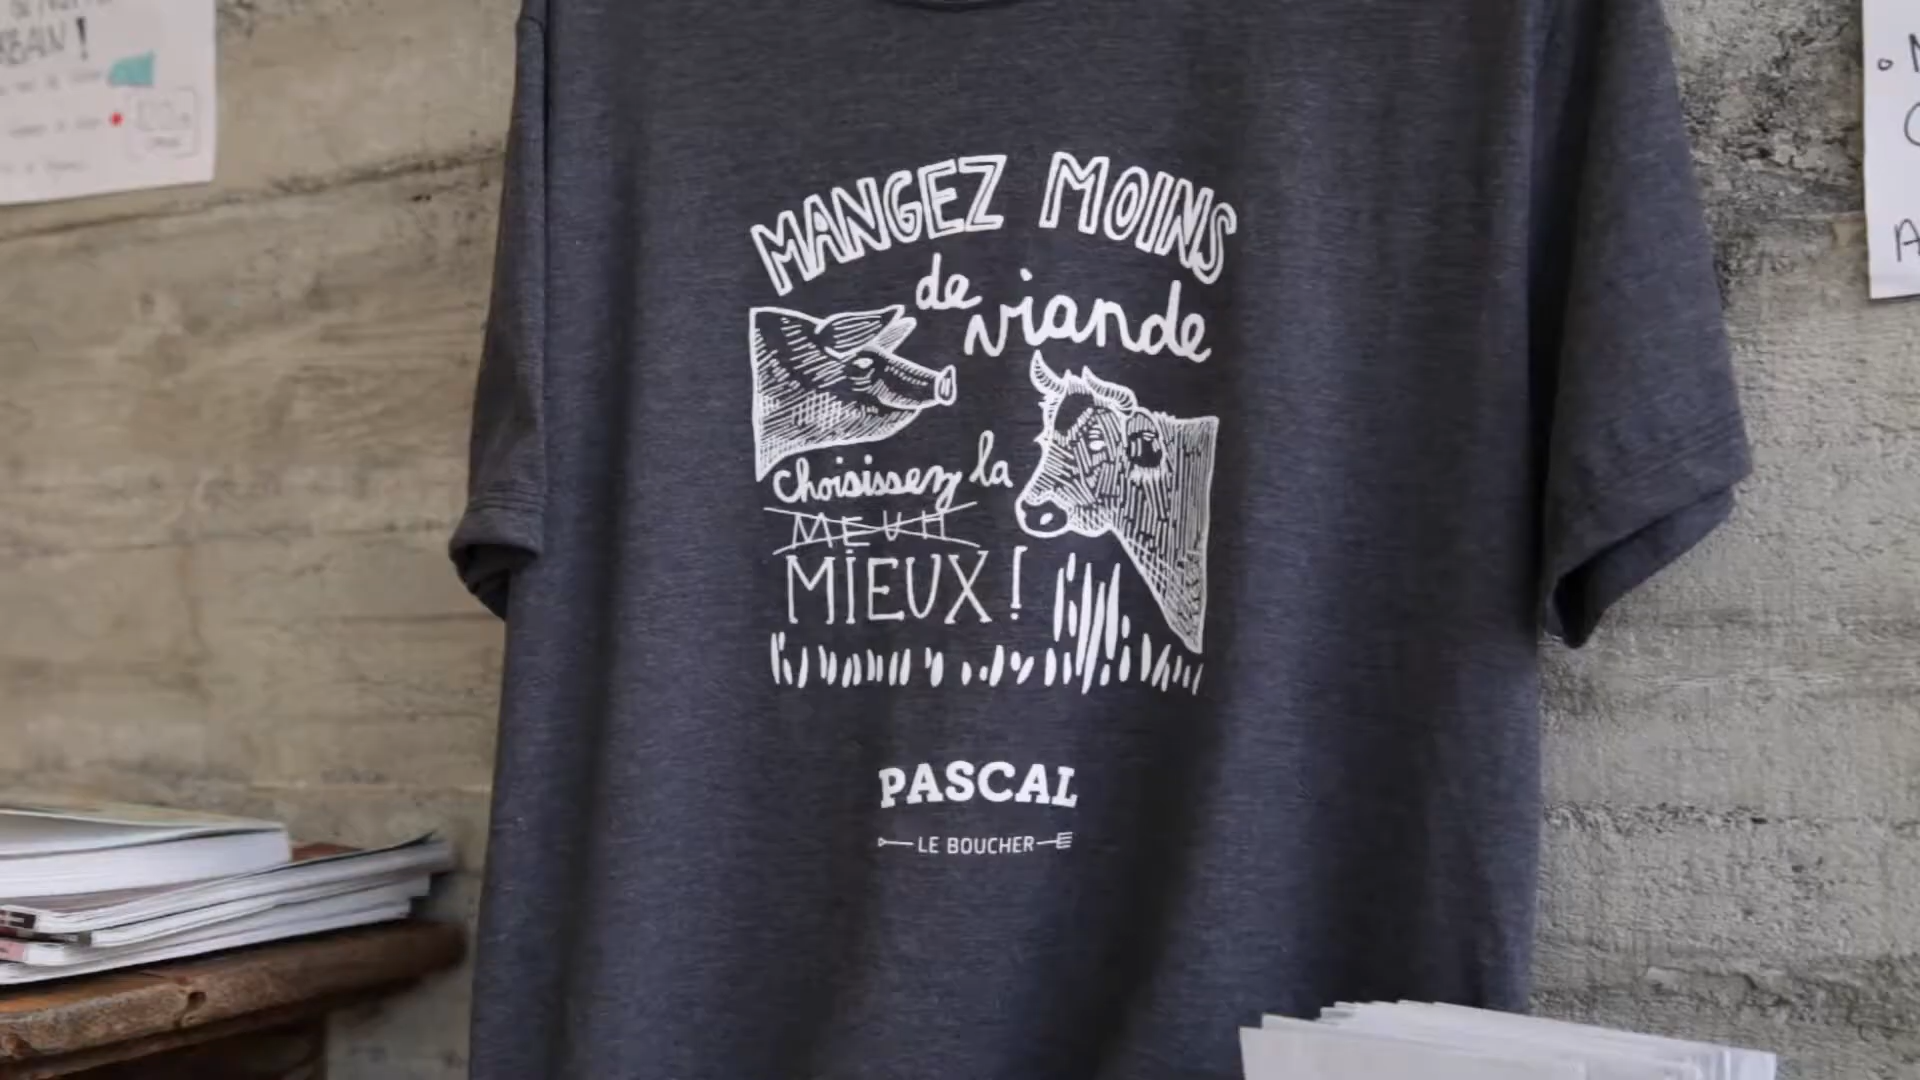 MANGEZ MOINS
de viande
choisissez la
MEUH
MIEUX !
PASCAL
LE BOUCHER